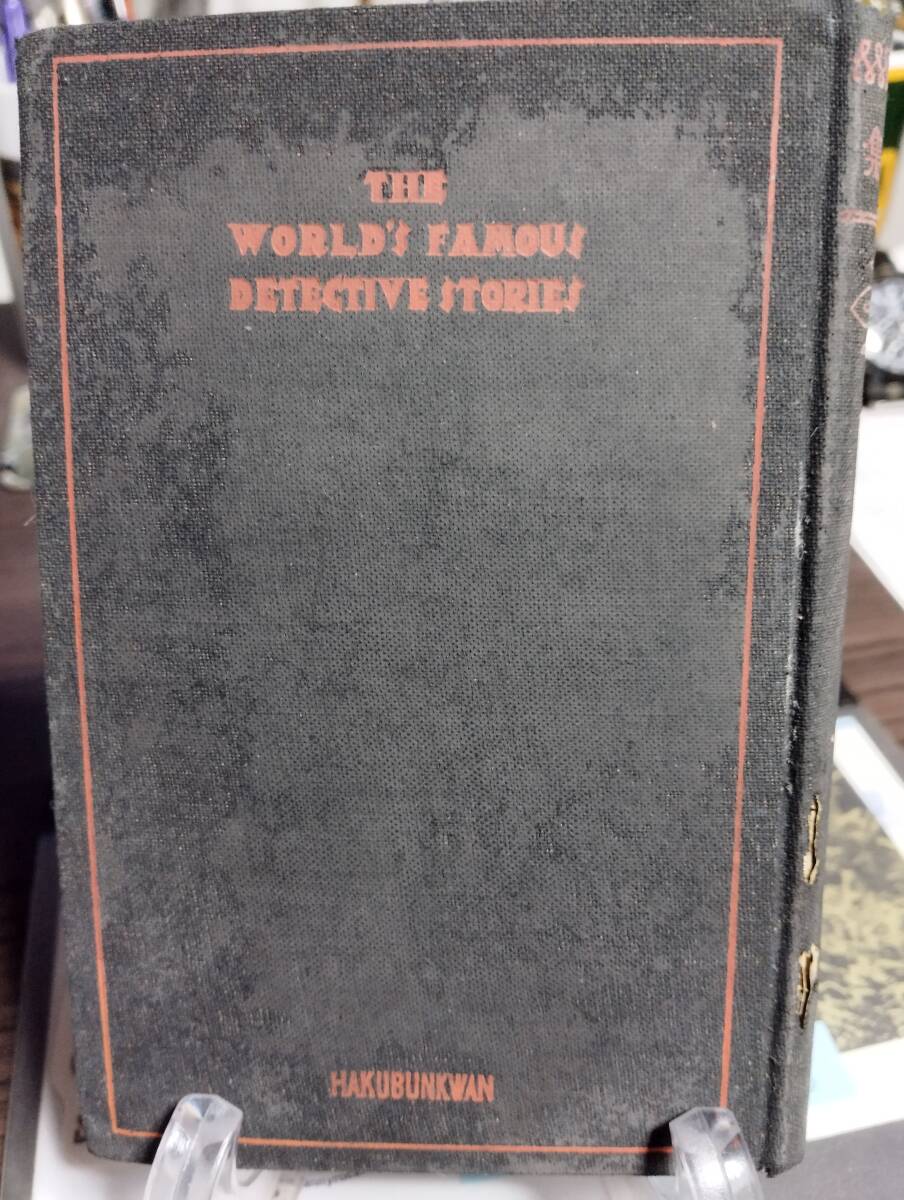 THE
WORLD'S FAMOUS
DETECTIVE STORIES
HAKUBUNKWAN